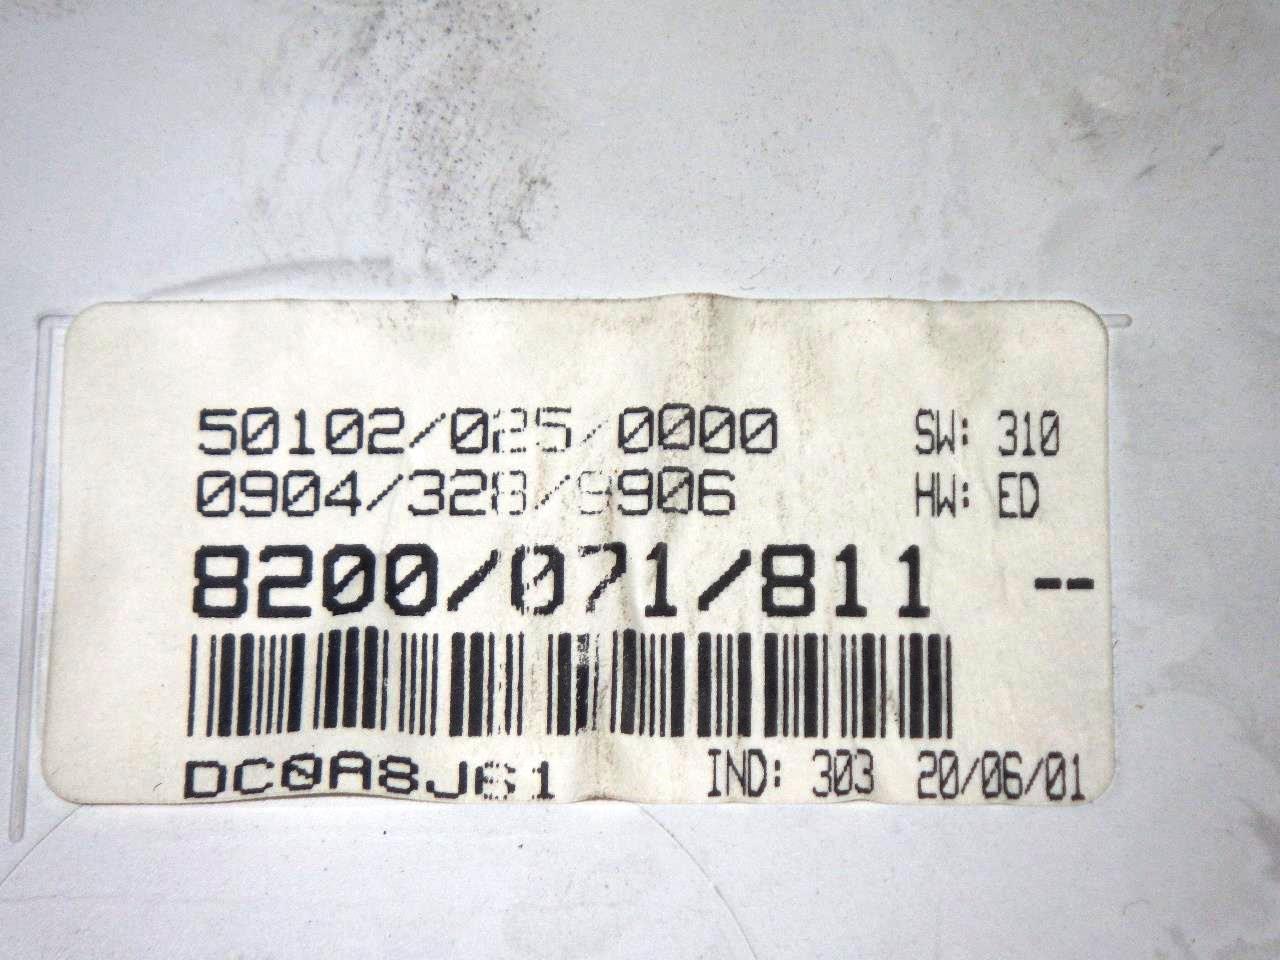 50102/025/0000 SW: 310
0904/328/9906 HW: ED
8200/071/811 --
DC0A8J61 IND: 303 20/06/01